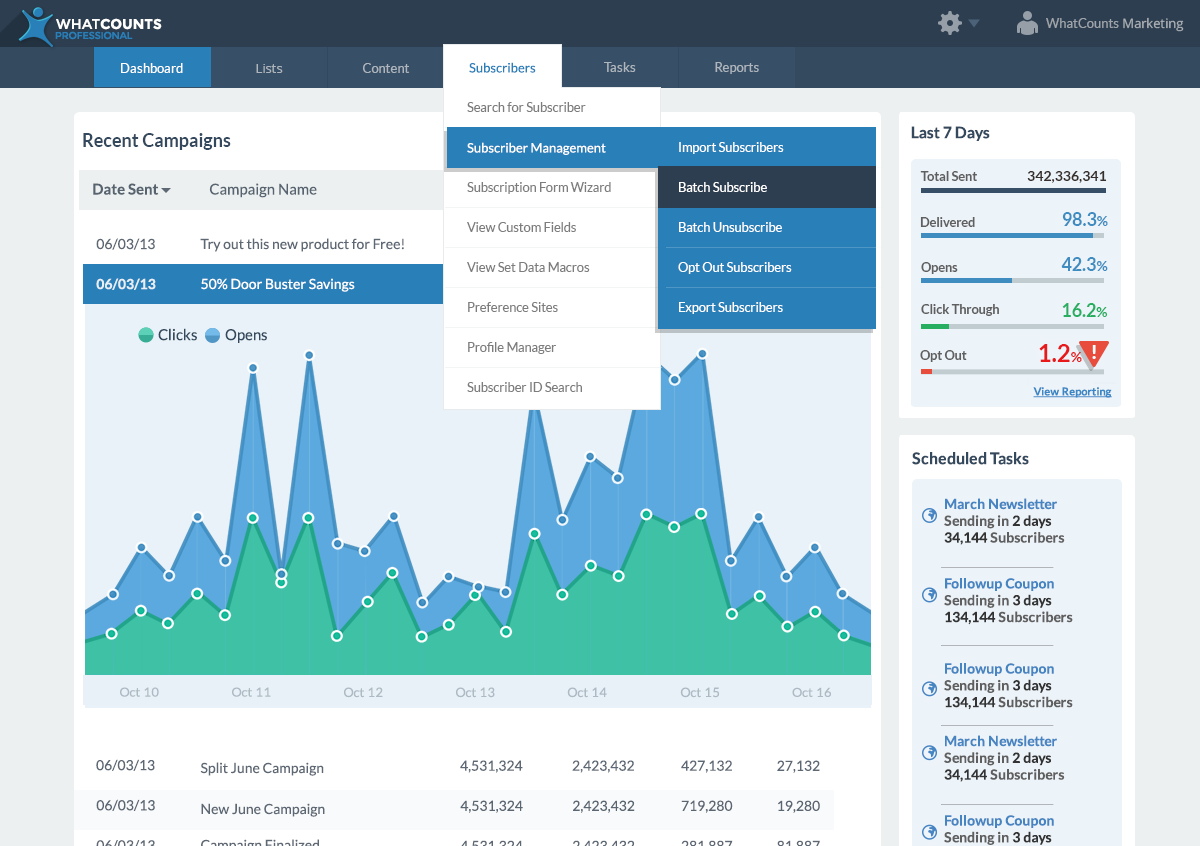 WHATCOUNTS
PROFESSIONAL
WhatCounts Marketing
Dashboard
Lists
Content
Subscribers
Tasks
Reports
Search for Subscriber
Subscriber Management
Subscription Form Wizard
View Custom Fields
View Set Data Macros
Preference Sites
Profile Manager
Subscriber ID Search
Import Subscribers
Batch Subscribe
Batch Unsubscribe
Opt Out Subscribers
Export Subscribers
Recent Campaigns
Date Sent Campaign Name
06/03/13 Try out this new product for Free!
06/03/13 50% Door Buster Savings
Clicks Opens
Oct 10 Oct 11 Oct 12 Oct 13 Oct 14 Oct 15 Oct 16
06/03/13 Split June Campaign 4,531,324 2,423,432 427,132 27,132
06/03/13 New June Campaign 4,531,324 2,423,432 719,280 19,280
06/03/13 Campaign Finalized 4,531,324 2,423,432 281,887 81,887
Last 7 Days
Total Sent 342,336,341
Delivered 98.3%
Opens 42.3%
Click Through 16.2%
Opt Out 1.2% !
View Reporting
Scheduled Tasks
March Newsletter
Sending in 2 days
34,144 Subscribers
Followup Coupon
Sending in 3 days
134,144 Subscribers
Followup Coupon
Sending in 3 days
134,144 Subscribers
March Newsletter
Sending in 2 days
34,144 Subscribers
Followup Coupon
Sending in 3 days